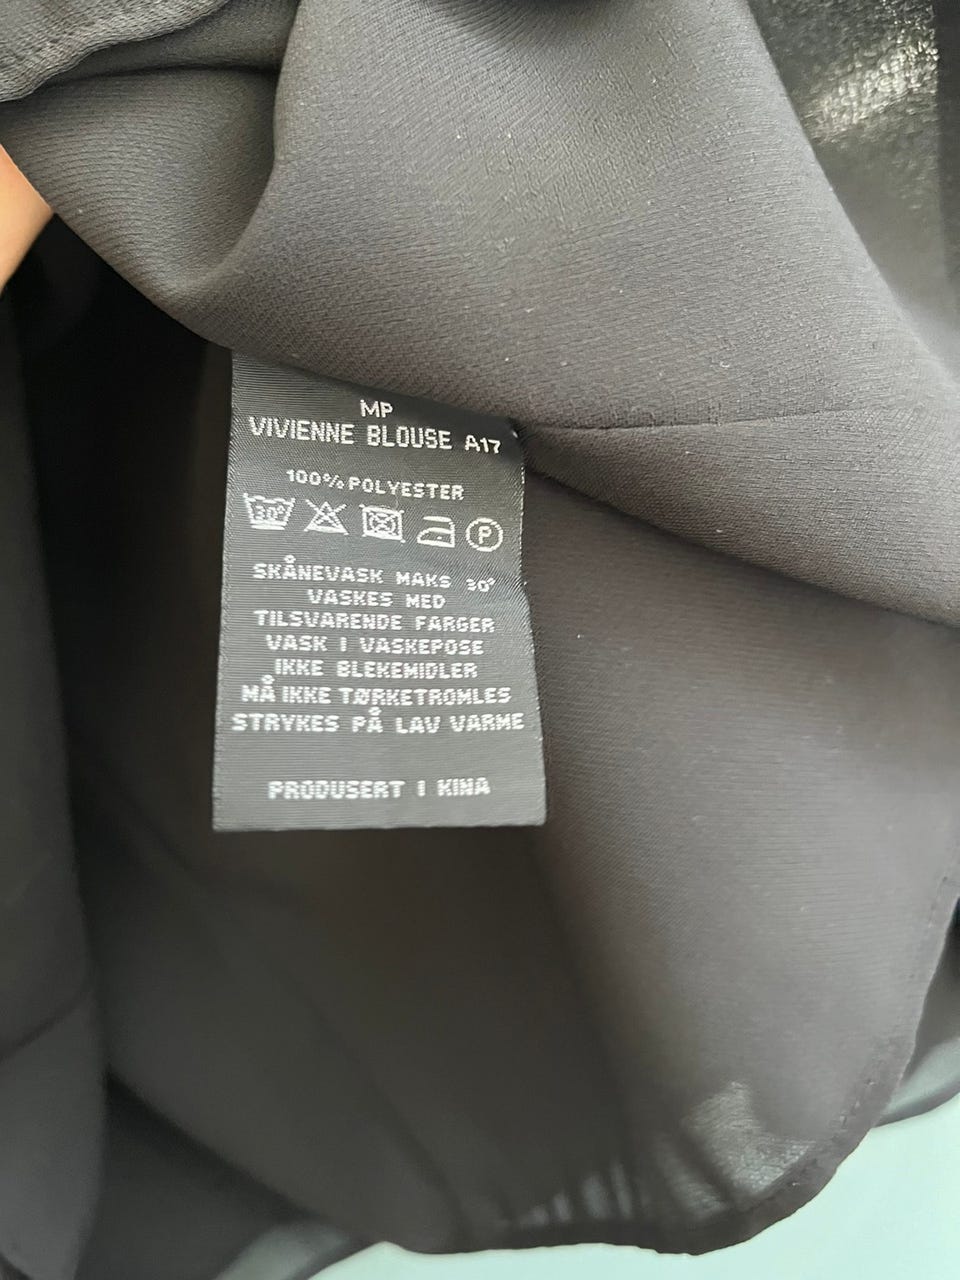 MP
VIVIENNE BLOUSE A17
100% POLYESTER
30° P
SKÅNEVASK MAKS 30°
VASKES MED
TILSVARENDE FARGER
VASK I VASKEPOSE
IKKE BLEKEMIDLER
MÅ IKKE TØRKETROMLES
STRYKES PÅ LAV VARME
PRODUSERT I KINA